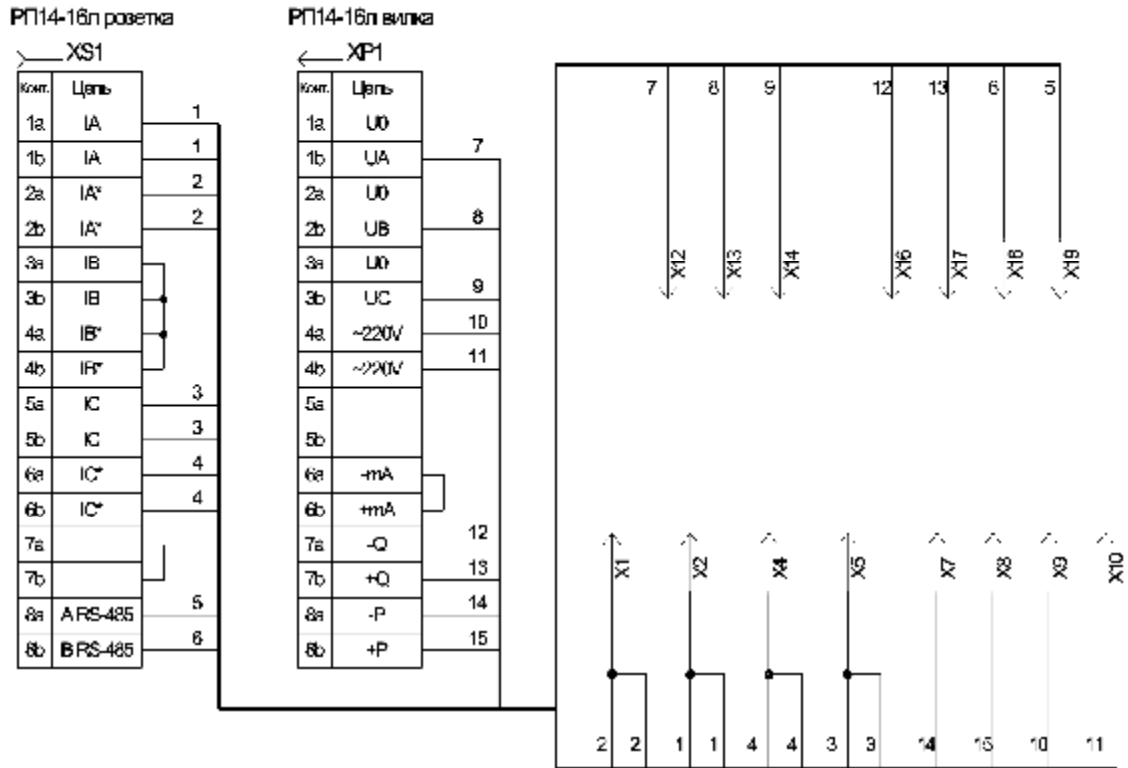 РП14-16л розетка
XS1
Конт. Цепь
1a IA 1
1b IA 1
2a IA* 2
2b IA* 2
3a IB
3b IB
4a IB*
4b IB*
5a IC 3
5b IC 3
6a IC* 4
6b IC* 4
7a
7b
8a A RS-485 5
8b B RS-485 6
РП14-16л вилка
XP1
Конт. Цепь
1a U0
1b UA 7
2a U0
2b UB 8
3a U0
3b UC 9
4a ~220V 10
4b ~220V 11
5a
5b
6a -mA
6b +mA
7a -Q 12
7b +Q 13
8a -P 14
8b +P 15
7 8 9 12 13 6 5
X12 X13 X14 X16 X17 X18 X19
X1 X2 X4 X5 X7 X8 X9 X10
2 2 1 1 4 4 3 3 14 15 10 11